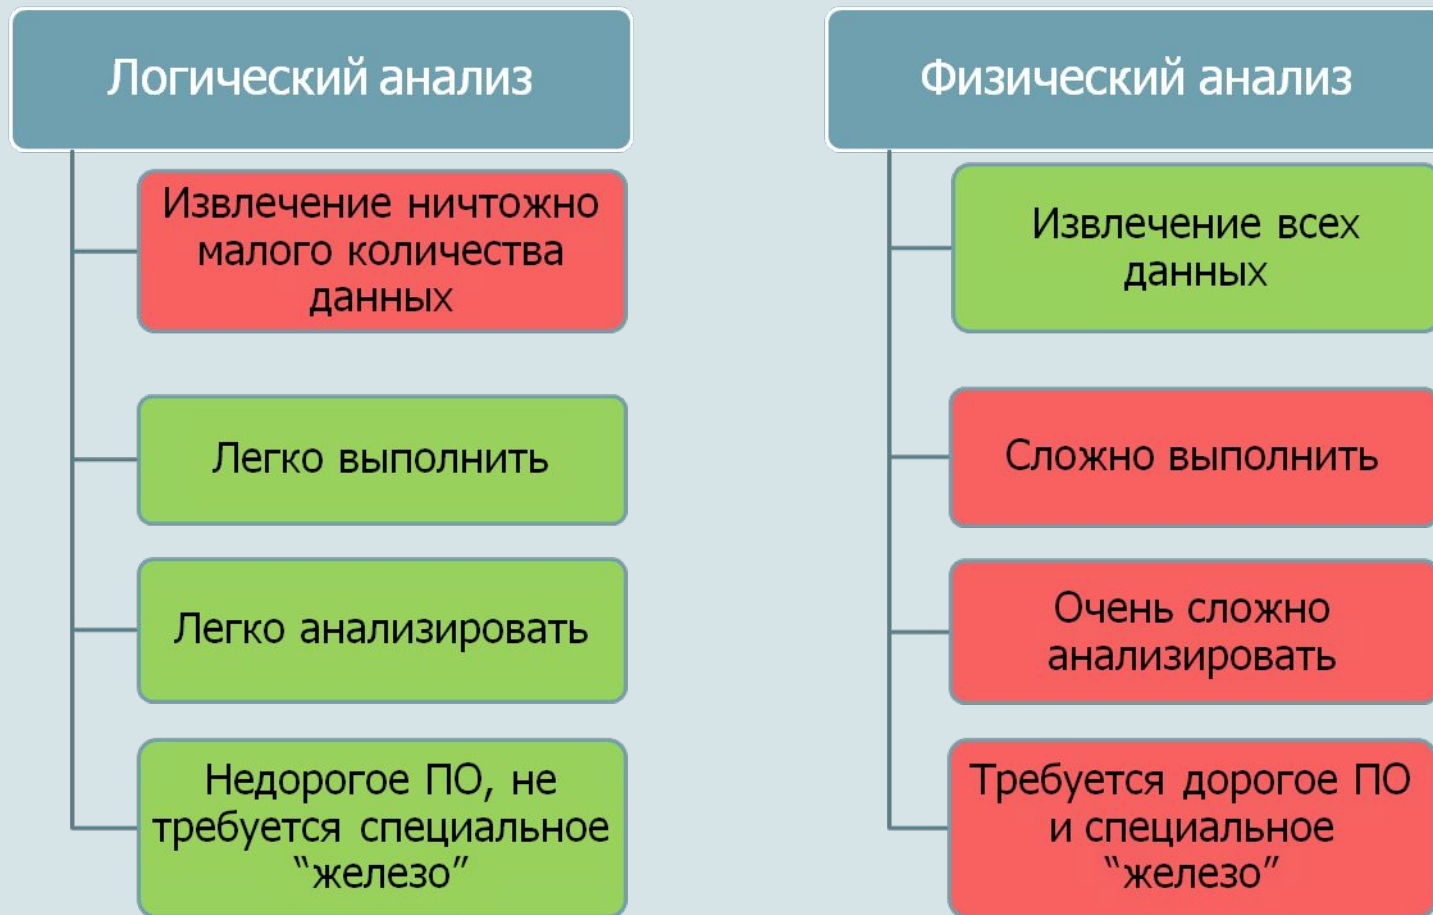 Логический анализ
Извлечение ничтожно
малого количества
данных
Легко выполнить
Легко анализировать
Недорогое ПО, не
требуется специальное
“железо”
Физический анализ
Извлечение всех
данных
Сложно выполнить
Очень сложно
анализировать
Требуется дорогое ПО
и специальное
“железо”